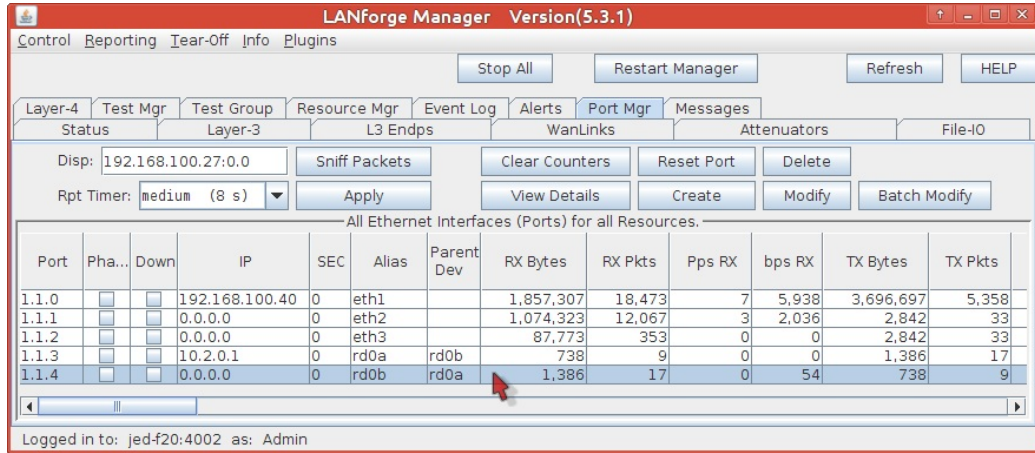 LANforge Manager Version(5.3.1)
Control Reporting Tear-Off Info Plugins
Stop All Restart Manager Refresh HELP
Layer-4 Test Mgr Test Group Resource Mgr Event Log Alerts Port Mgr Messages
Status Layer-3 L3 Endps WanLinks Attenuators File-IO
Disp: 192.168.100.27:0.0 Sniff Packets Clear Counters Reset Port Delete
Rpt Timer: medium (8 s) Apply View Details Create Modify Batch Modify
All Ethernet Interfaces (Ports) for all Resources.
Port Pha... Down IP SEC Alias Parent Dev RX Bytes RX Pkts Pps RX bps RX TX Bytes TX Pkts
1.1.0 192.168.100.40 0 eth1 1,857,307 18,473 7 5,938 3,696,697 5,358
1.1.1 0.0.0.0 0 eth2 1,074,323 12,067 3 2,036 2,842 33
1.1.2 0.0.0.0 0 eth3 87,773 353 0 0 2,842 33
1.1.3 10.2.0.1 0 rd0a rd0b 738 9 0 0 1,386 17
1.1.4 0.0.0.0 0 rd0b rd0a 1,386 17 0 54 738 9
Logged in to: jed-f20:4002 as: Admin